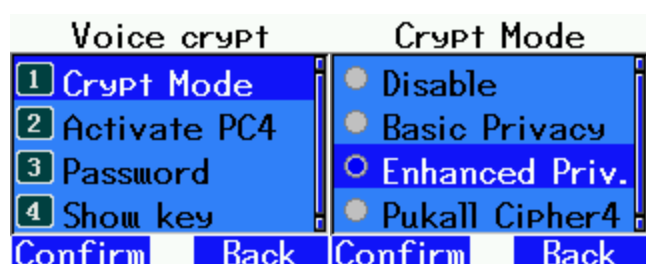 Voice crypt
1 Crypt Mode
2 Activate PC4
3 Password
4 Show key
Confirm Back
Crypt Mode
Disable
Basic Privacy
Enhanced Priv.
Pukall Cipher4
Confirm Back